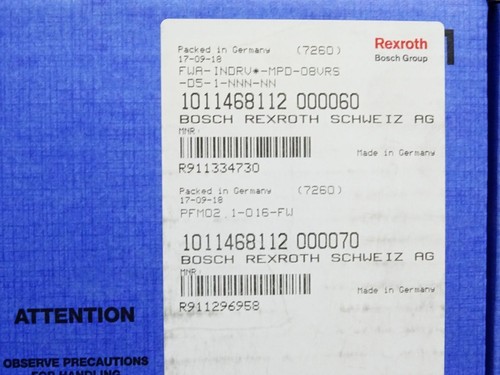 Packed in Germany (7260)
17-09-18
Rexroth
Bosch Group
FWA-INDRV*-MPD-08VRS
-D5-1-NNN-NN
1011468112 000060
BOSCH REXROTH SCHWEIZ AG
MNR:
Made in Germany
R911334730
Packed in Germany (7260)
17-09-18
PFM02.1-016-FW
1011468112 000070
BOSCH REXROTH SCHWEIZ AG
MNR:
Made in Germany
R911296958
ATTENTION
OBSERVE PRECAUTIONS
FOR HANDLING